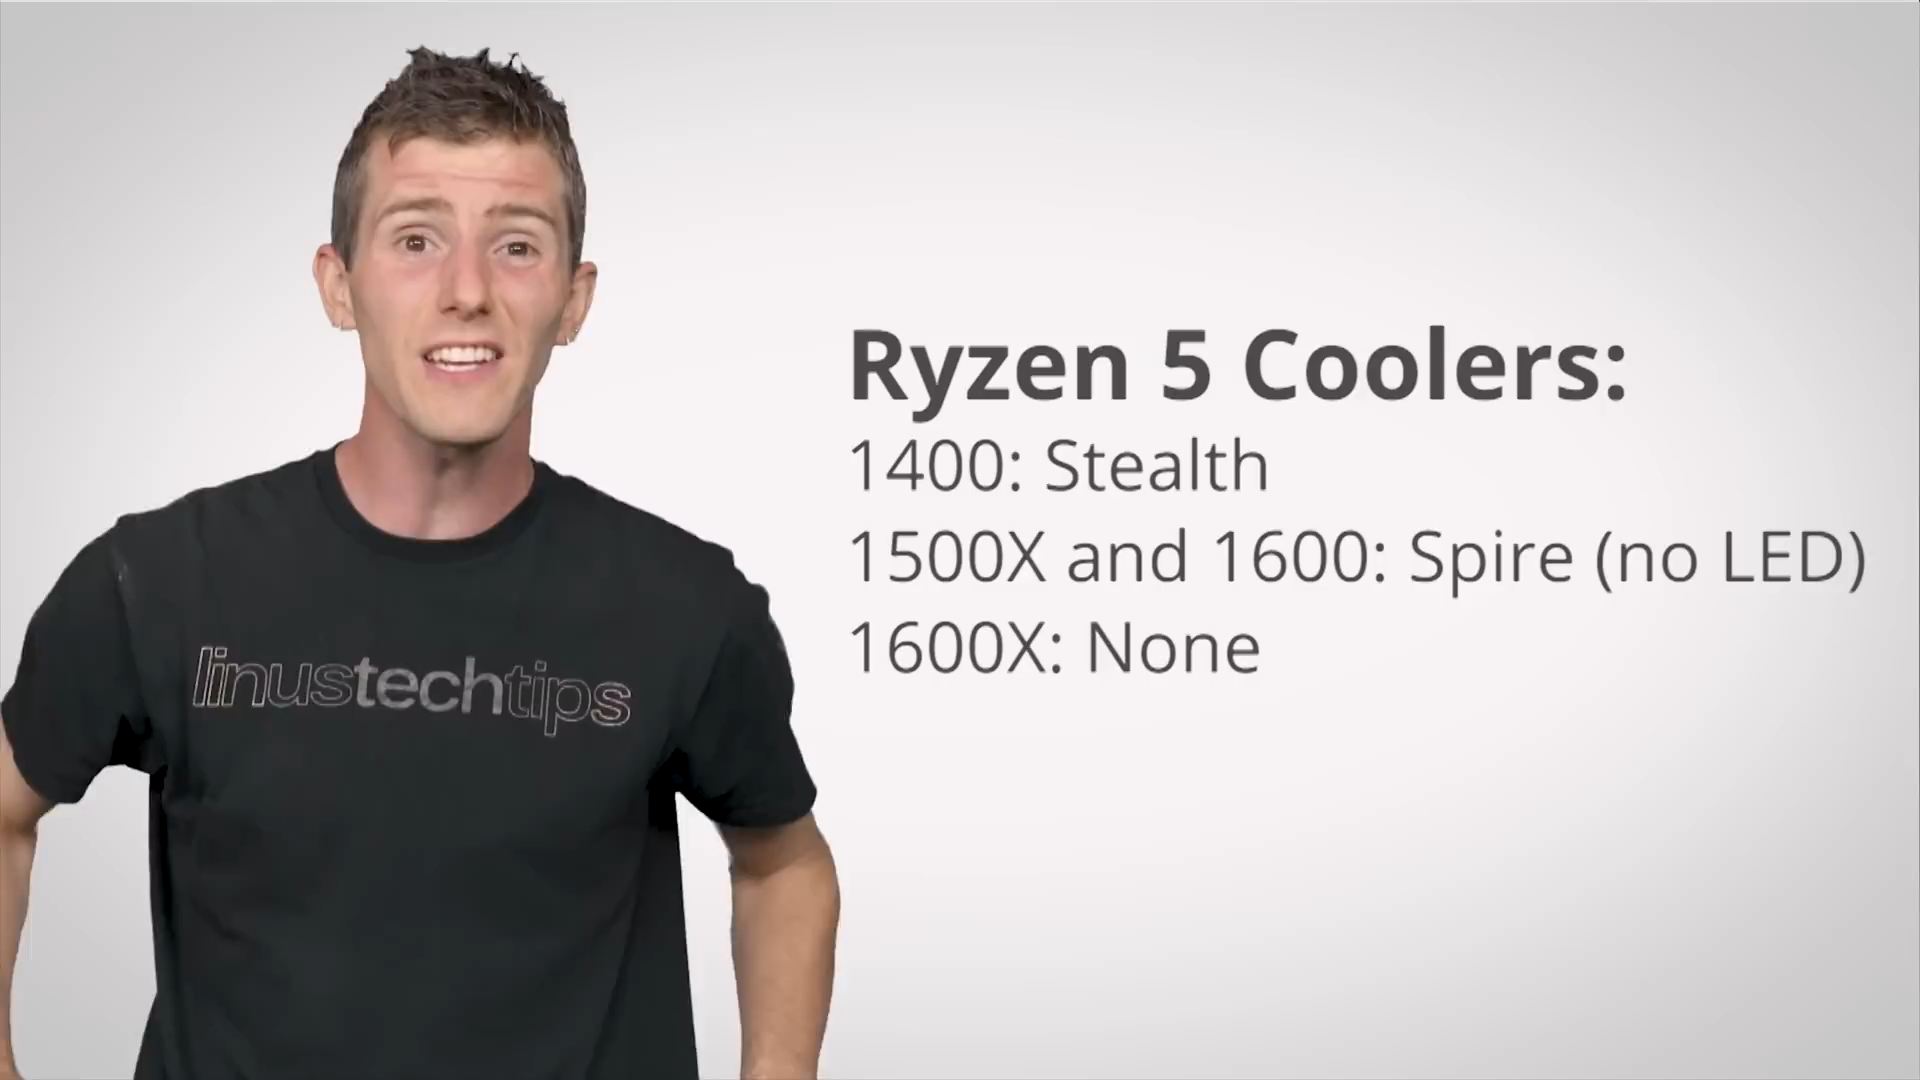 linustechtips
Ryzen 5 Coolers:
1400: Stealth
1500X and 1600: Spire (no LED)
1600X: None